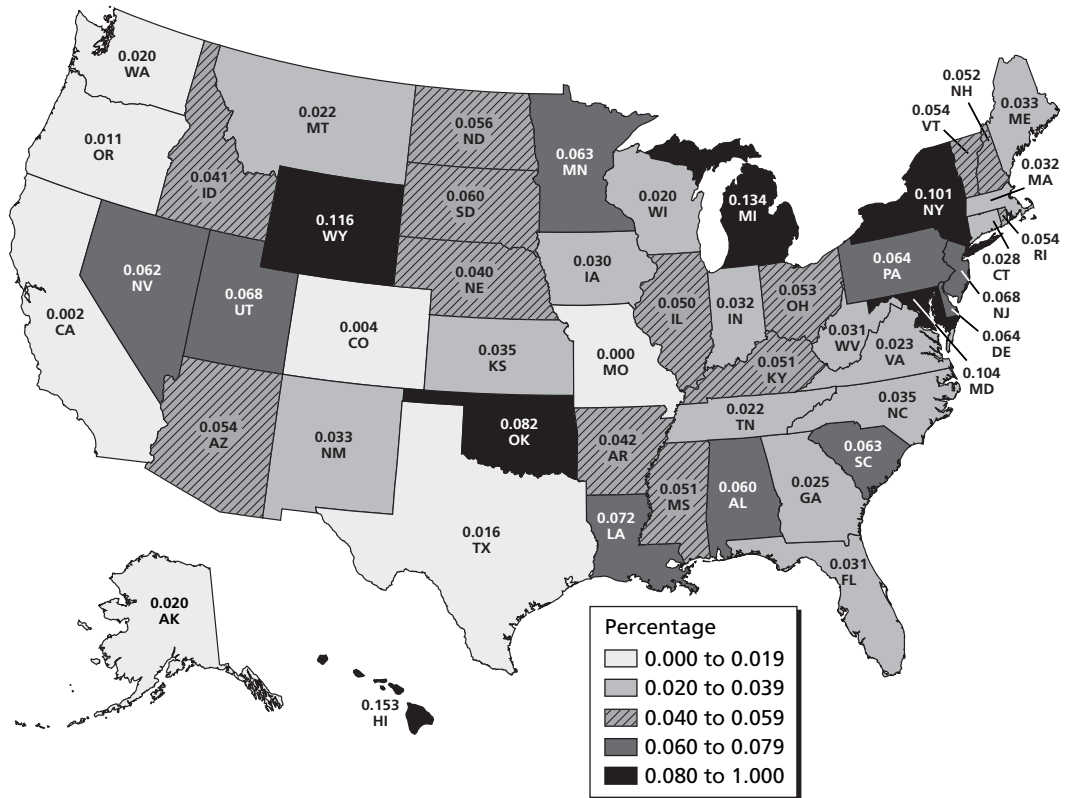 0.020
WA
0.011
OR
0.041
ID
0.022
MT
0.056
ND
0.063
MN
0.060
SD
0.116
WY
0.020
WI
0.134
MI
0.052
NH
0.054
VT
0.033
ME
0.032
MA
0.101
NY
0.054
RI
0.028
CT
0.068
NJ
0.064
DE
0.104
MD
0.064
PA
0.062
NV
0.068
UT
0.002
CA
0.004
CO
0.040
NE
0.030
IA
0.050
IL
0.032
IN
0.053
OH
0.031
WV
0.023
VA
0.035
KS
0.000
MO
0.051
KY
0.035
NC
0.022
TN
0.054
AZ
0.033
NM
0.082
OK
0.042
AR
0.063
SC
0.051
MS
0.060
AL
0.025
GA
0.072
LA
0.016
TX
0.031
FL
0.020
AK
0.153
HI
Percentage
0.000 to 0.019
0.020 to 0.039
0.040 to 0.059
0.060 to 0.079
0.080 to 1.000